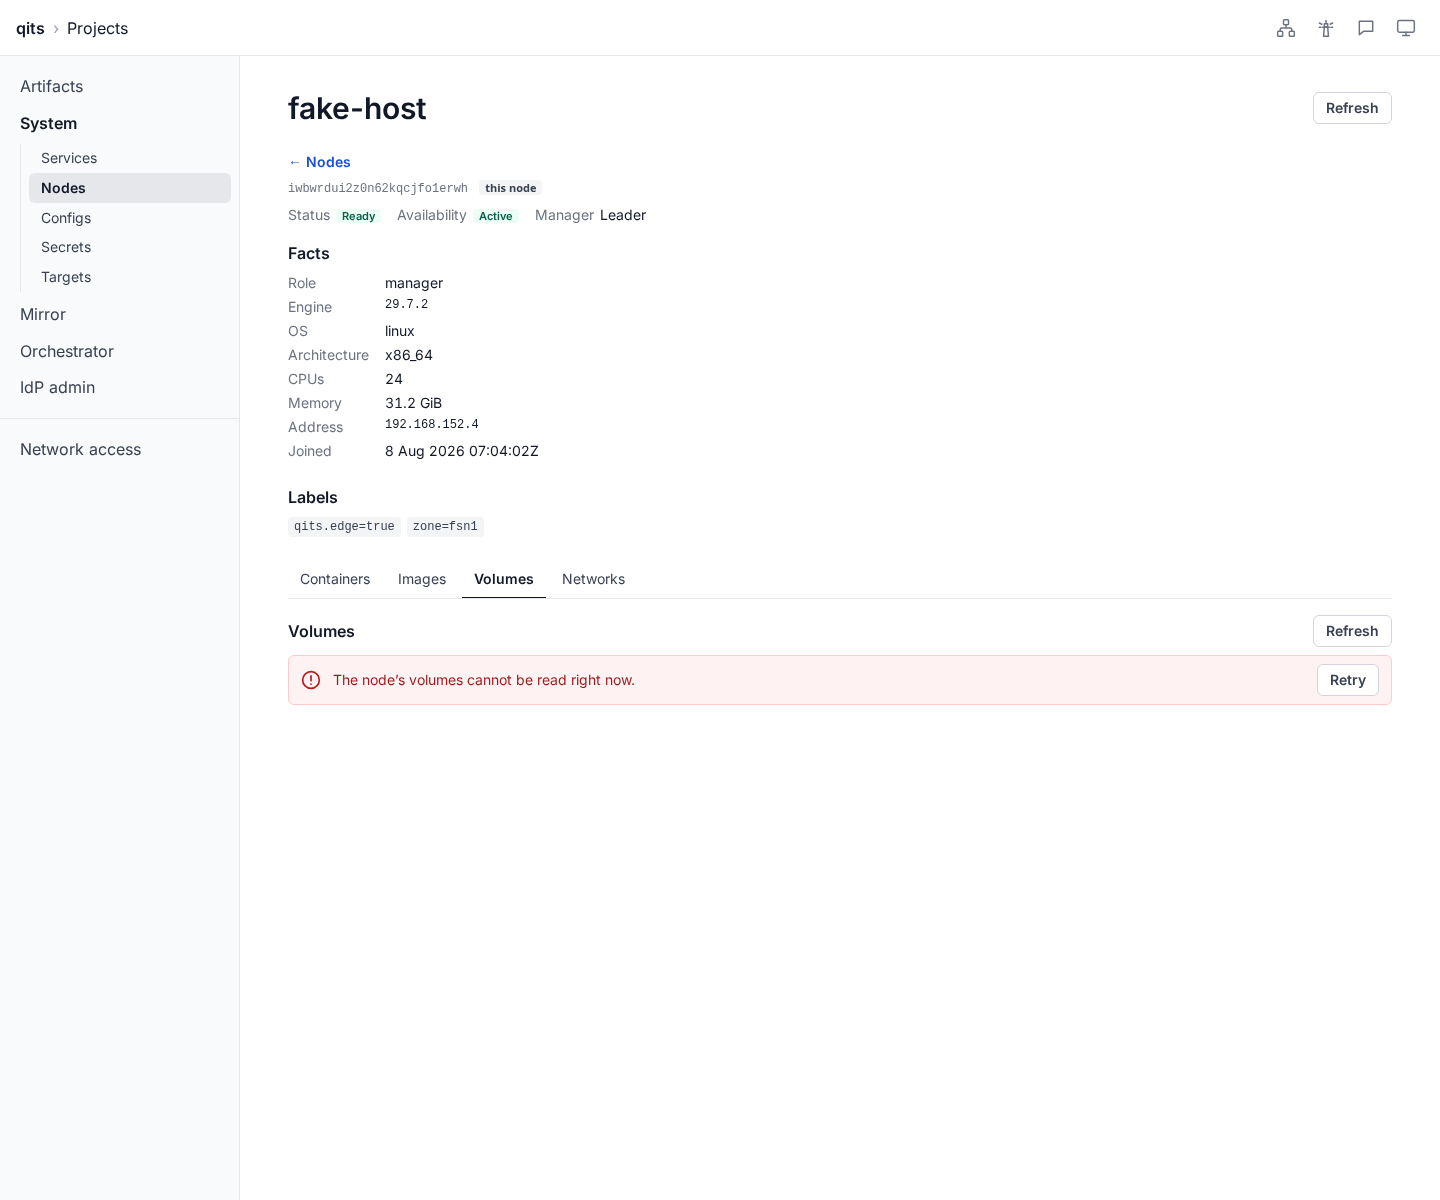 qits › Projects
Artifacts
System
Services
Nodes
Configs
Secrets
Targets
Mirror
Orchestrator
IdP admin
Network access
fake-host
Refresh
← Nodes
iwbwrdui2z0n62kqcjfo1erwh this node
Status Ready Availability Active Manager Leader
Facts
Role manager
Engine 29.7.2
OS linux
Architecture x86_64
CPUs 24
Memory 31.2 GiB
Address 192.168.152.4
Joined 8 Aug 2026 07:04:02Z
Labels
qits.edge=true zone=fsn1
Containers Images Volumes Networks
Volumes
Refresh
The node’s volumes cannot be read right now.
Retry